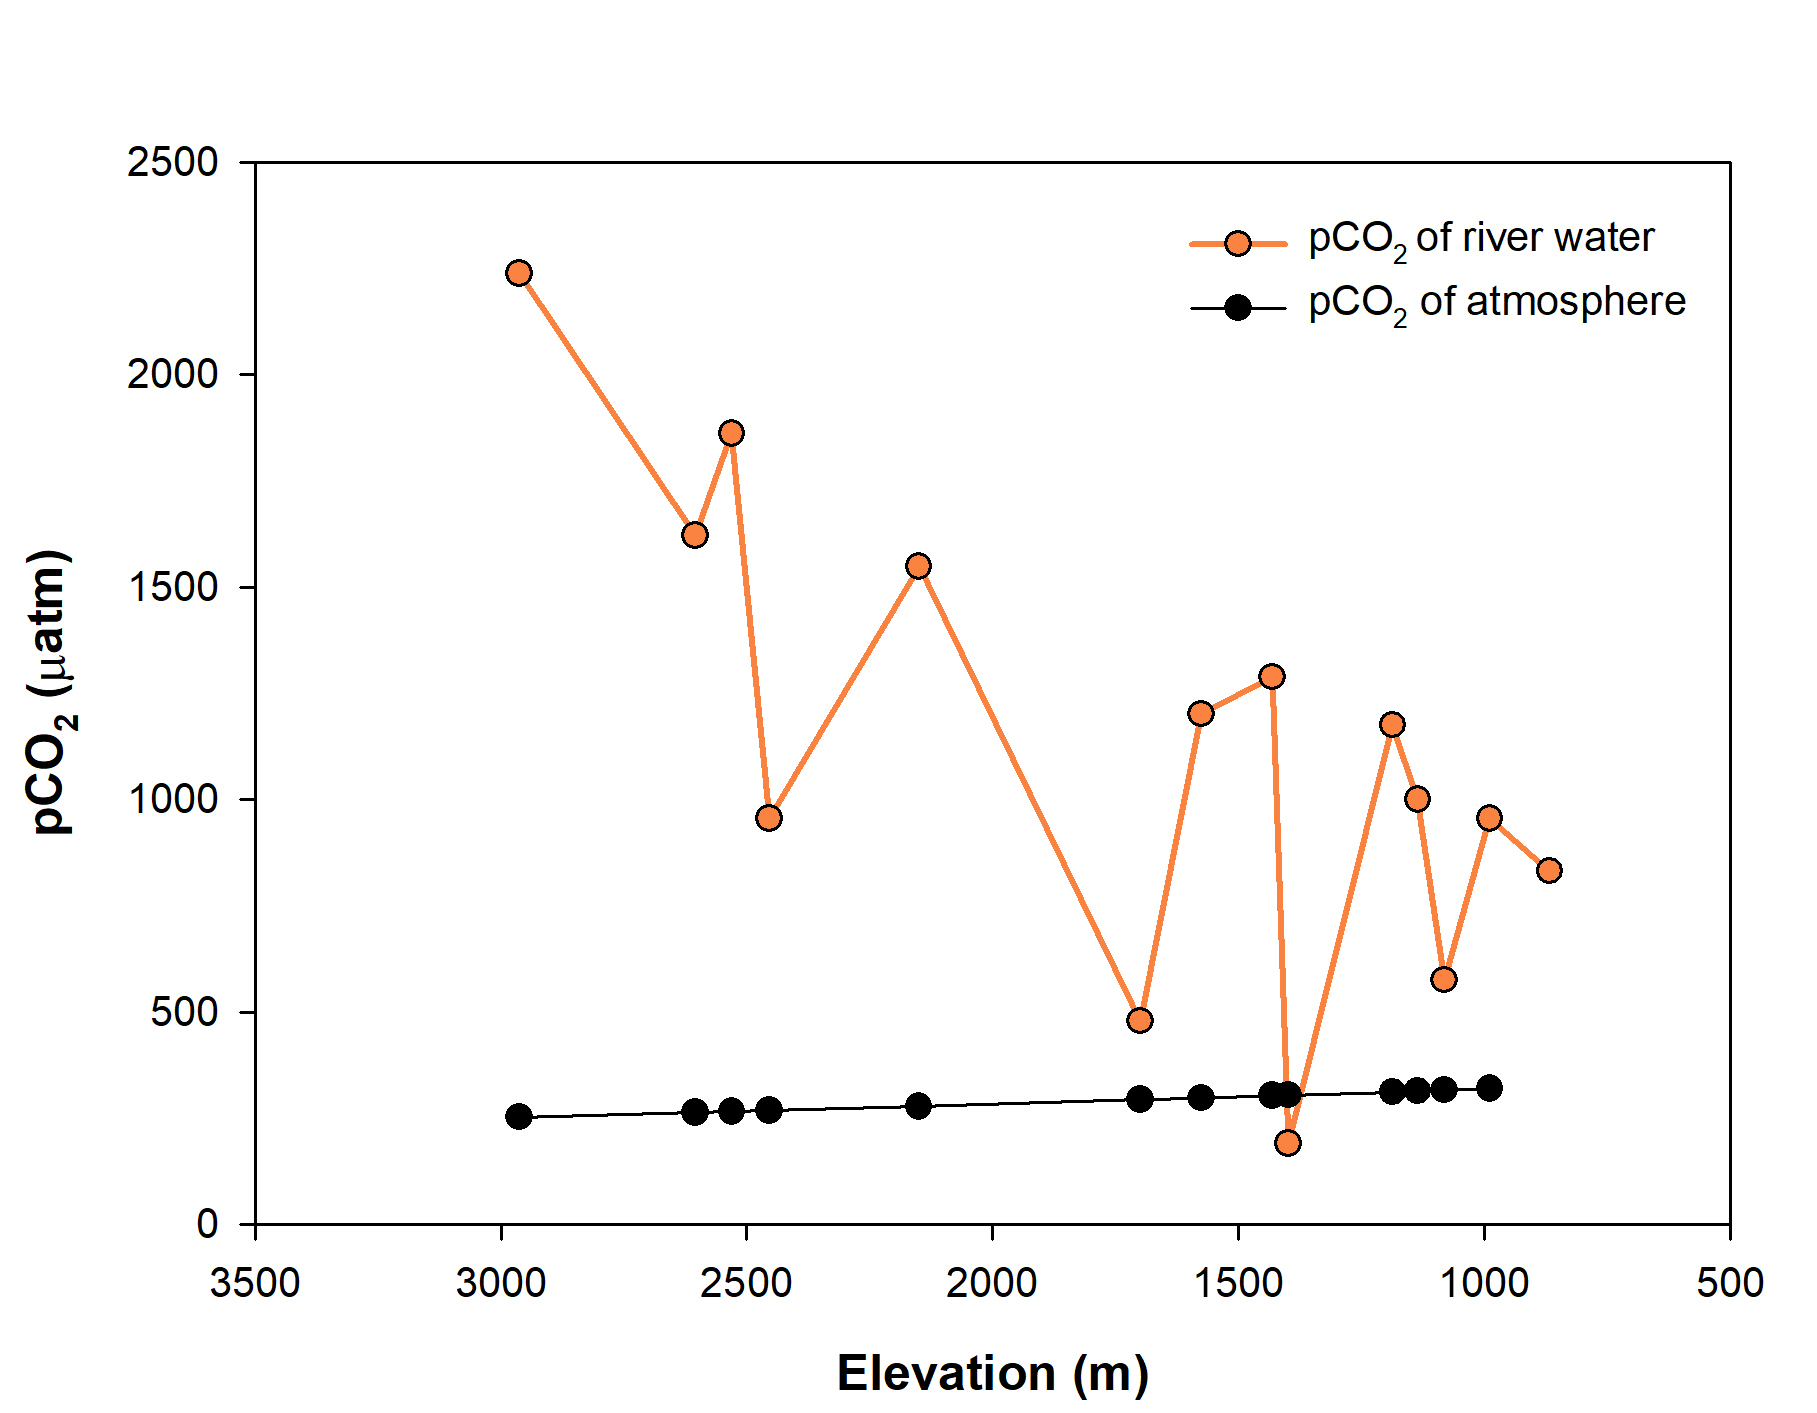 2500
2000
1500
1000
500
0
pCO2 (μatm)
pCO2 of river water
pCO2 of atmosphere
3500 3000 2500 2000 1500 1000 500
Elevation (m)